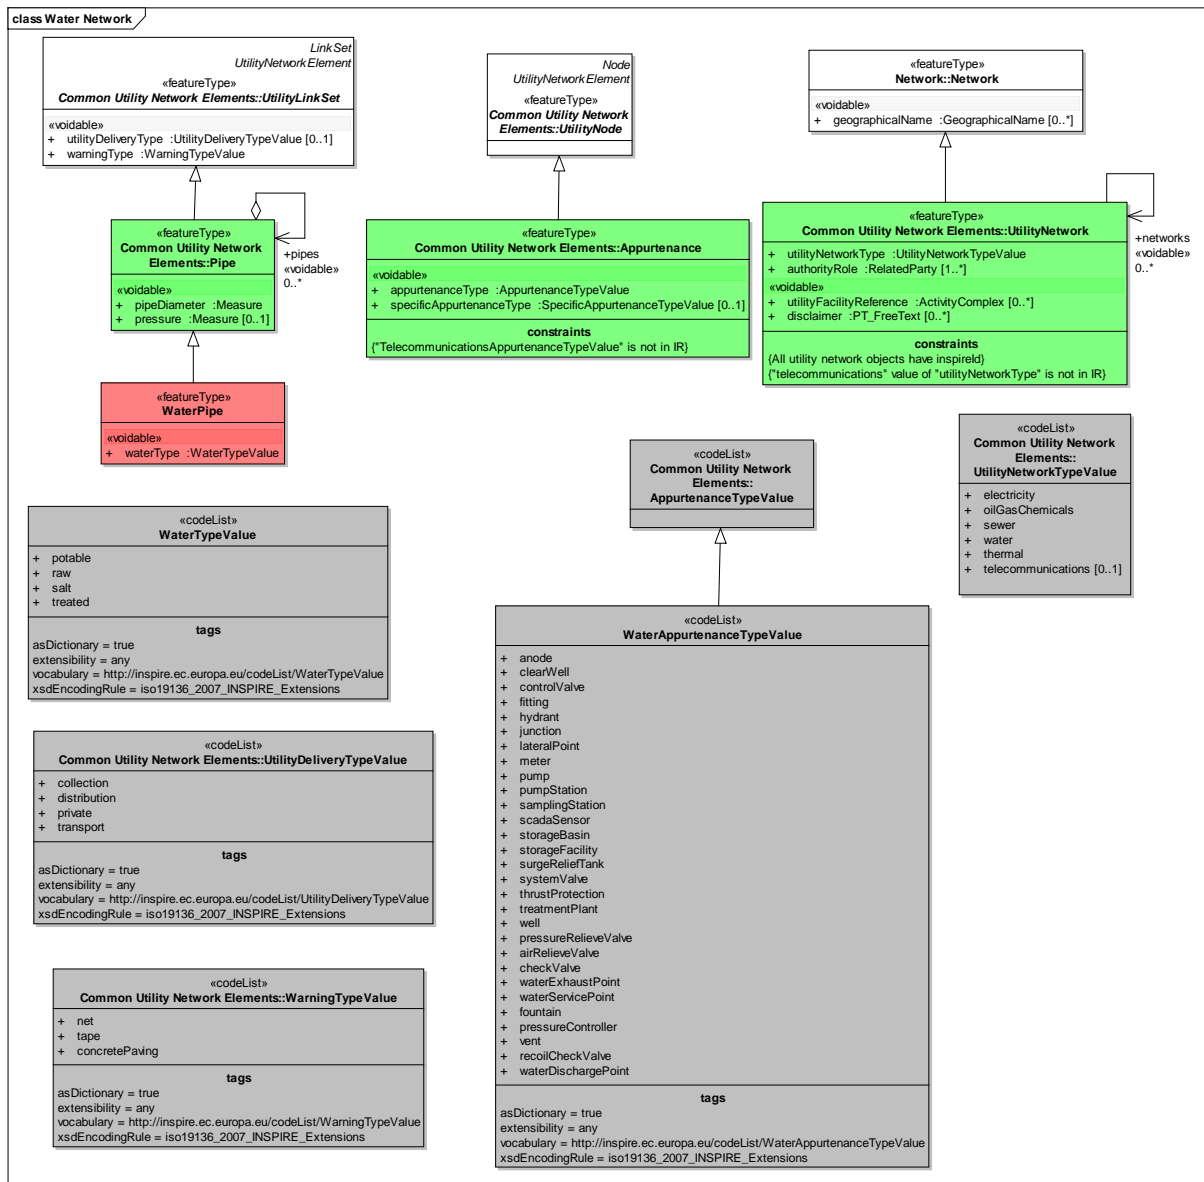 class Water Network
LinkSet
UtilityNetworkElement
«featureType»
Common Utility Network Elements::UtilityLinkSet
«voidable»
+ utilityDeliveryType :UtilityDeliveryTypeValue [0..1]
+ warningType :WarningTypeValue
Node
UtilityNetworkElement
«featureType»
Common Utility Network
Elements::UtilityNode
«featureType»
Network::Network
«voidable»
+ geographicalName :GeographicalName [0..*]
«featureType»
Common Utility Network
Elements::Pipe
«voidable»
+ pipeDiameter :Measure
+ pressure :Measure [0..1]
+pipes
«voidable»
0..*
«featureType»
Common Utility Network Elements::Appurtenance
«voidable»
+ appurtenanceType :AppurtenanceTypeValue
+ specificAppurtenanceType :SpecificAppurtenanceTypeValue [0..1]
constraints
{"TelecommunicationsAppurtenanceTypeValue" is not in IR}
«featureType»
Common Utility Network Elements::UtilityNetwork
+ utilityNetworkType :UtilityNetworkTypeValue
+ authorityRole :RelatedParty [1..*]
«voidable»
+ utilityFacilityReference :ActivityComplex [0..*]
+ disclaimer :PT_FreeText [0..*]
constraints
{All utility network objects have inspireId}
{"telecommunications" value of "utilityNetworkType" is not in IR}
+networks
«voidable»
0..*
«featureType»
WaterPipe
«voidable»
+ waterType :WaterTypeValue
«codeList»
Common Utility Network
Elements::
AppurtenanceTypeValue
«codeList»
Common Utility Network
Elements::
UtilityNetworkTypeValue
+ electricity
+ oilGasChemicals
+ sewer
+ water
+ thermal
+ telecommunications [0..1]
«codeList»
WaterTypeValue
+ potable
+ raw
+ salt
+ treated
tags
asDictionary = true
extensibility = any
vocabulary = http://inspire.ec.europa.eu/codeList/WaterTypeValue
xsdEncodingRule = iso19136_2007_INSPIRE_Extensions
«codeList»
Common Utility Network Elements::UtilityDeliveryTypeValue
+ collection
+ distribution
+ private
+ transport
tags
asDictionary = true
extensibility = any
vocabulary = http://inspire.ec.europa.eu/codeList/UtilityDeliveryTypeValue
xsdEncodingRule = iso19136_2007_INSPIRE_Extensions
«codeList»
Common Utility Network Elements::WarningTypeValue
+ net
+ tape
+ concretePaving
tags
asDictionary = true
extensibility = any
vocabulary = http://inspire.ec.europa.eu/codeList/WarningTypeValue
xsdEncodingRule = iso19136_2007_INSPIRE_Extensions
«codeList»
WaterAppurtenanceTypeValue
+ anode
+ clearWell
+ controlValve
+ fitting
+ hydrant
+ junction
+ lateralPoint
+ meter
+ pump
+ pumpStation
+ samplingStation
+ scadaSensor
+ storageBasin
+ storageFacility
+ surgeReliefTank
+ systemValve
+ thrustProtection
+ treatmentPlant
+ well
+ pressureRelieveValve
+ airRelieveValve
+ checkValve
+ waterExhaustPoint
+ waterServicePoint
+ fountain
+ pressureController
+ vent
+ recoilCheckValve
+ waterDischargePoint
tags
asDictionary = true
extensibility = any
vocabulary = http://inspire.ec.europa.eu/codeList/WaterAppurtenanceTypeValue
xsdEncodingRule = iso19136_2007_INSPIRE_Extensions